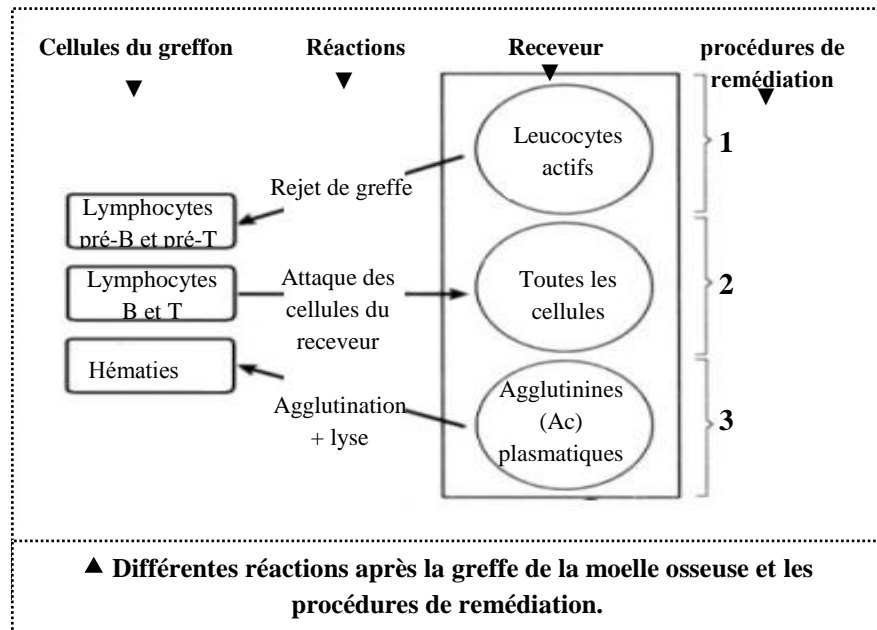 Cellules du greffon
Réactions
Receveur
procédures de
remédiation
▼
▼
▼
▼
Leucocytes
actifs
1
Rejet de greffe
Lymphocytes
pré-B et pré-T
Lymphocytes
B et T
Attaque des
cellules du
receveur
Toutes les
cellules
2
Hématies
Agglutination
+ lyse
Agglutinines
(Ac)
plasmatiques
3
▲ Différentes réactions après la greffe de la moelle osseuse et les
procédures de remédiation.